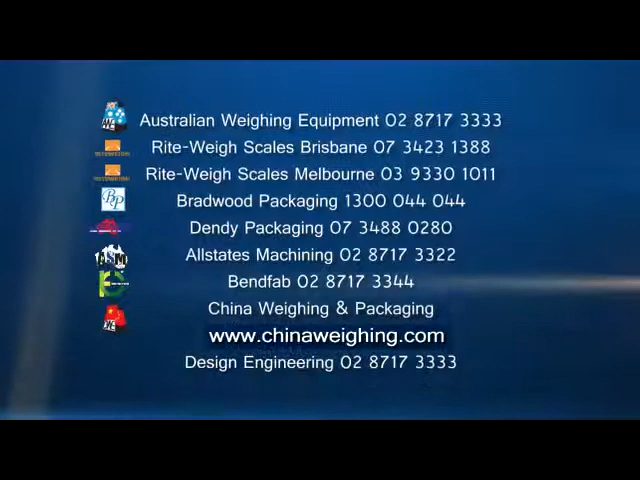 Australian Weighing Equipment 02 8717 3333
Rite-Weigh Scales Brisbane 07 3423 1388
Rite-Weigh Scales Melbourne 03 9330 1011
Bradwood Packaging 1300 044 044
Dendy Packaging 07 3488 0280
Allstates Machining 02 8717 3322
Bendfab 02 8717 3344
China Weighing & Packaging
www.chinaweighing.com
Design Engineering 02 8717 3333